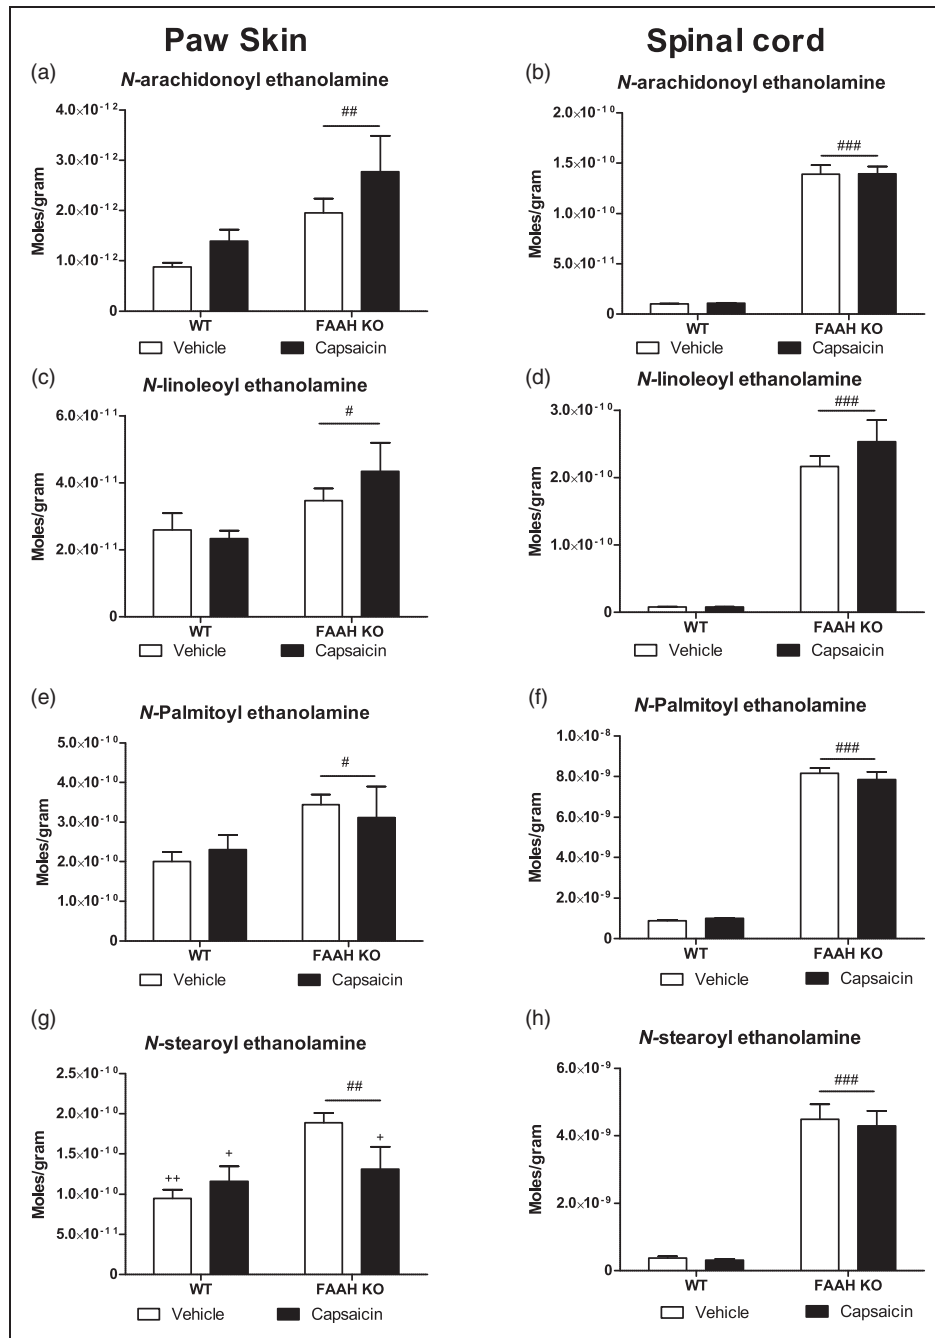 Paw Skin
Spinal cord
(a)
N-arachidonoyl ethanolamine
4.0×10⁻¹²
3.0×10⁻¹²
2.0×10⁻¹²
1.0×10⁻¹²
0
Moles/gram
##
WT
FAAH KO
Vehicle
Capsaicin
(b)
N-arachidonoyl ethanolamine
2.0×10⁻¹⁰
1.5×10⁻¹⁰
1.0×10⁻¹⁰
5.0×10⁻¹¹
0
Moles/gram
###
WT
FAAH KO
Vehicle
Capsaicin
(c)
N-linoleoyl ethanolamine
6.0×10⁻¹¹
4.0×10⁻¹¹
2.0×10⁻¹¹
0
Moles/gram
#
WT
FAAH KO
Vehicle
Capsaicin
(d)
N-linoleoyl ethanolamine
3.0×10⁻¹⁰
2.0×10⁻¹⁰
1.0×10⁻¹⁰
0
Moles/gram
###
WT
FAAH KO
Vehicle
Capsaicin
(e)
N-Palmitoyl ethanolamine
5.0×10⁻¹⁰
4.0×10⁻¹⁰
3.0×10⁻¹⁰
2.0×10⁻¹⁰
1.0×10⁻¹⁰
0
Moles/gram
#
WT
FAAH KO
Vehicle
Capsaicin
(f)
N-Palmitoyl ethanolamine
1.0×10⁻⁸
8.0×10⁻⁹
6.0×10⁻⁹
4.0×10⁻⁹
2.0×10⁻⁹
0
Moles/gram
###
WT
FAAH KO
Vehicle
Capsaicin
(g)
N-stearoyl ethanolamine
2.5×10⁻¹⁰
2.0×10⁻¹⁰
1.5×10⁻¹⁰
1.0×10⁻¹⁰
5.0×10⁻¹¹
0
Moles/gram
##
++
+
+
WT
FAAH KO
Vehicle
Capsaicin
(h)
N-stearoyl ethanolamine
6.0×10⁻⁹
4.0×10⁻⁹
2.0×10⁻⁹
0
Moles/gram
###
WT
FAAH KO
Vehicle
Capsaicin